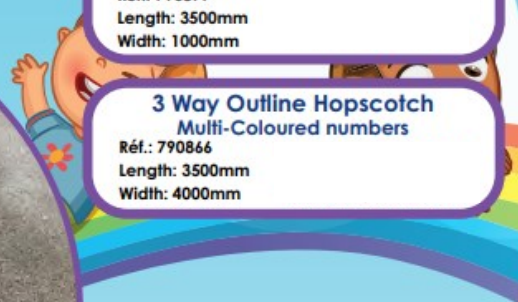 Length: 3500mm
Width: 1000mm
3 Way Outline Hopscotch
Multi-Coloured numbers
Réf.: 790866
Length: 3500mm
Width: 4000mm